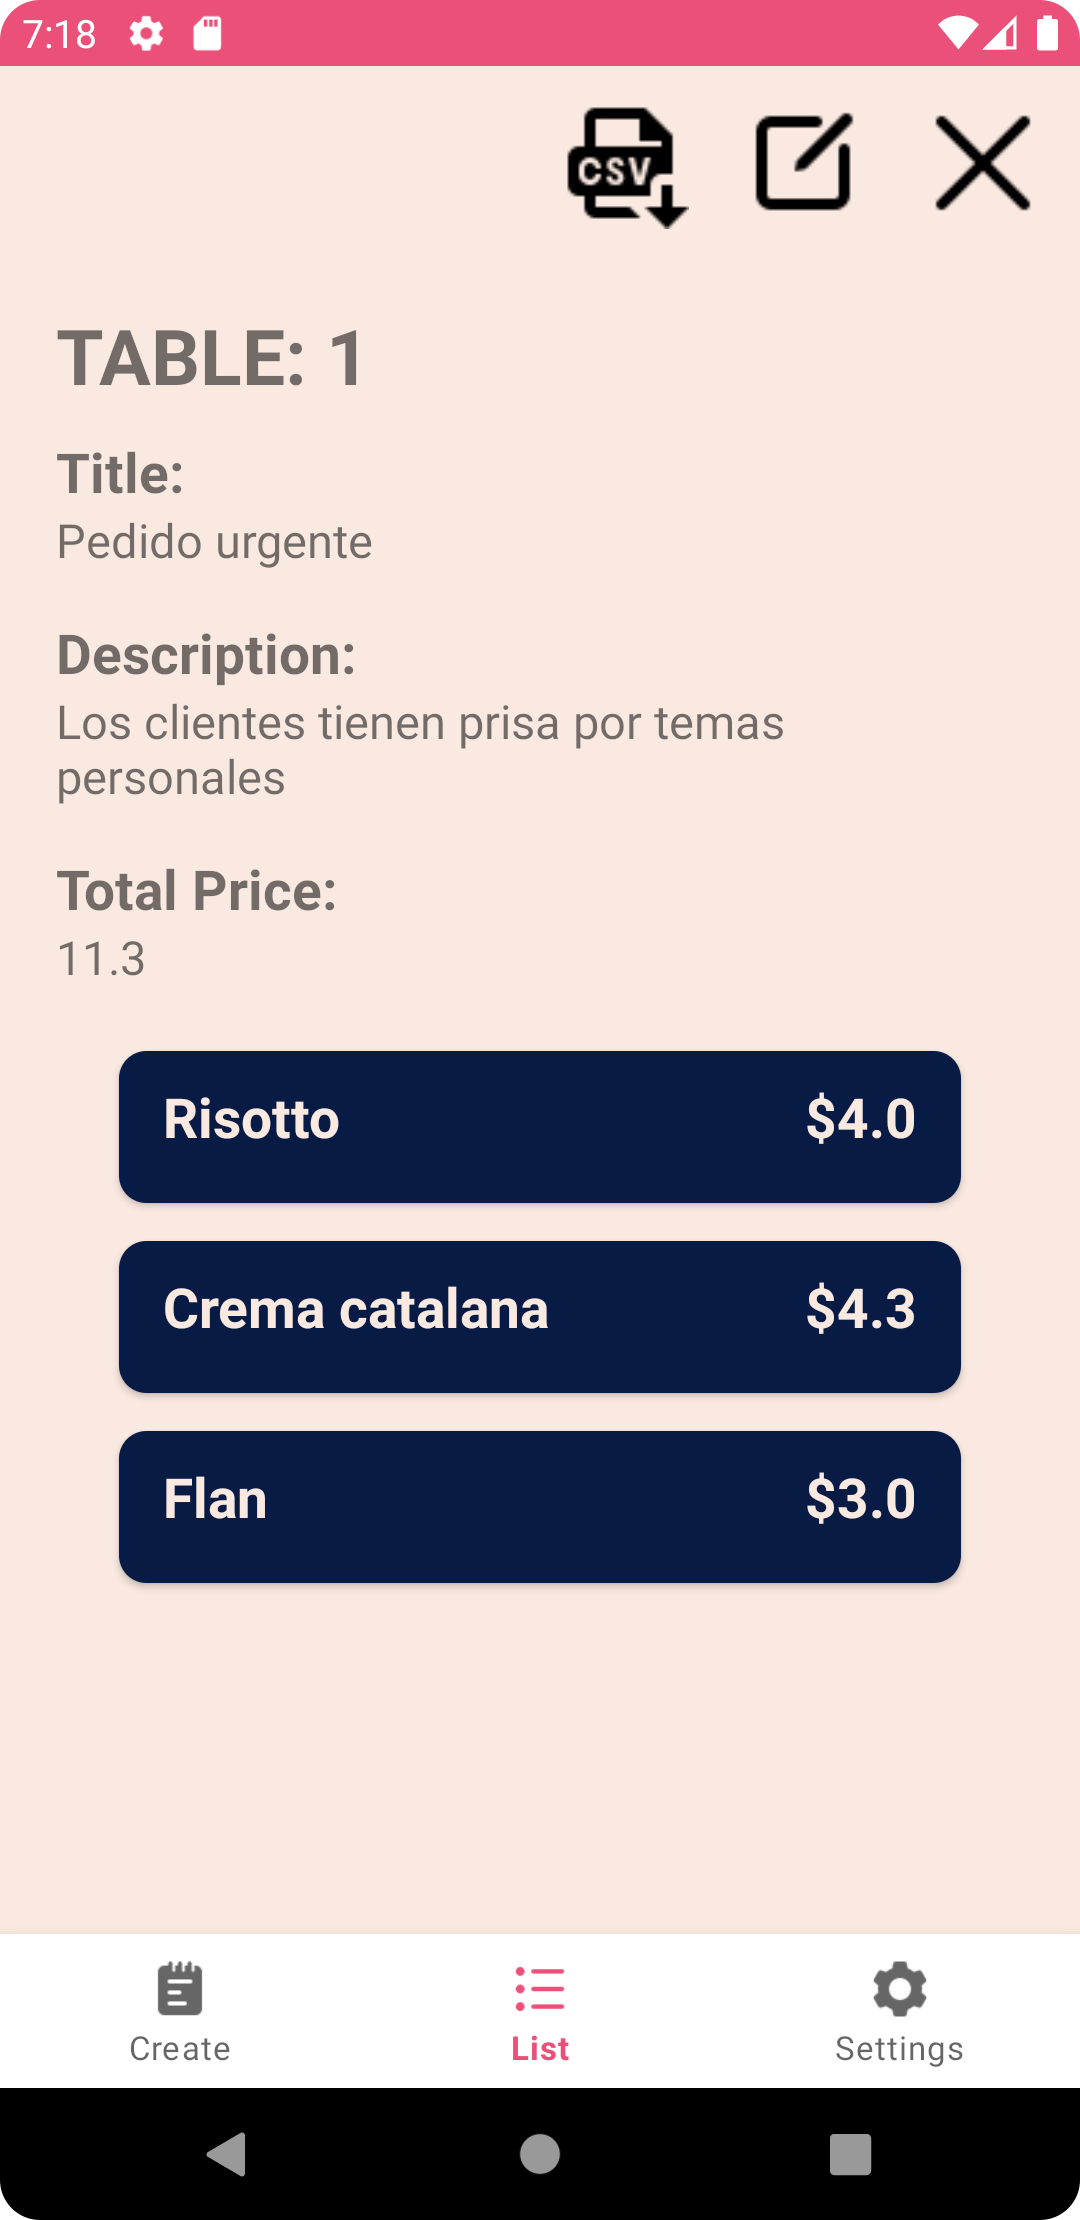 7:18
CSV
TABLE: 1
Title:
Pedido urgente
Description:
Los clientes tienen prisa por temas
personales
Total Price:
11.3
Risotto $4.0
Crema catalana $4.3
Flan $3.0
Create List Settings